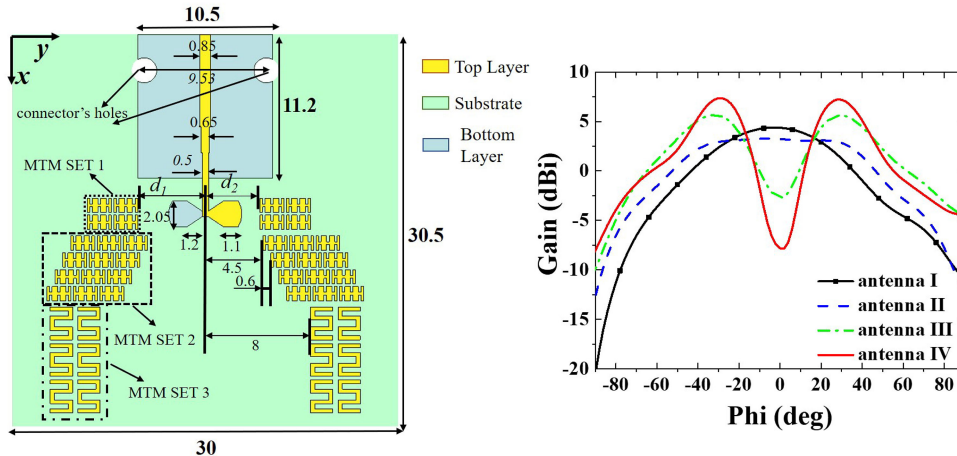 10.5
y
x
0.85
9.53
connector's holes
11.2
0.65
0.5
MTM SET 1
d1
d2
2.05
1.2
1.1
4.5
0.6
30.5
MTM SET 2
8
MTM SET 3
30
Top Layer
Substrate
Bottom
Layer
Gain (dBi)
10
5
0
-5
-10
-15
-20
antenna I
antenna II
antenna III
antenna IV
-80 -60 -40 -20 0 20 40 60 80
Phi (deg)